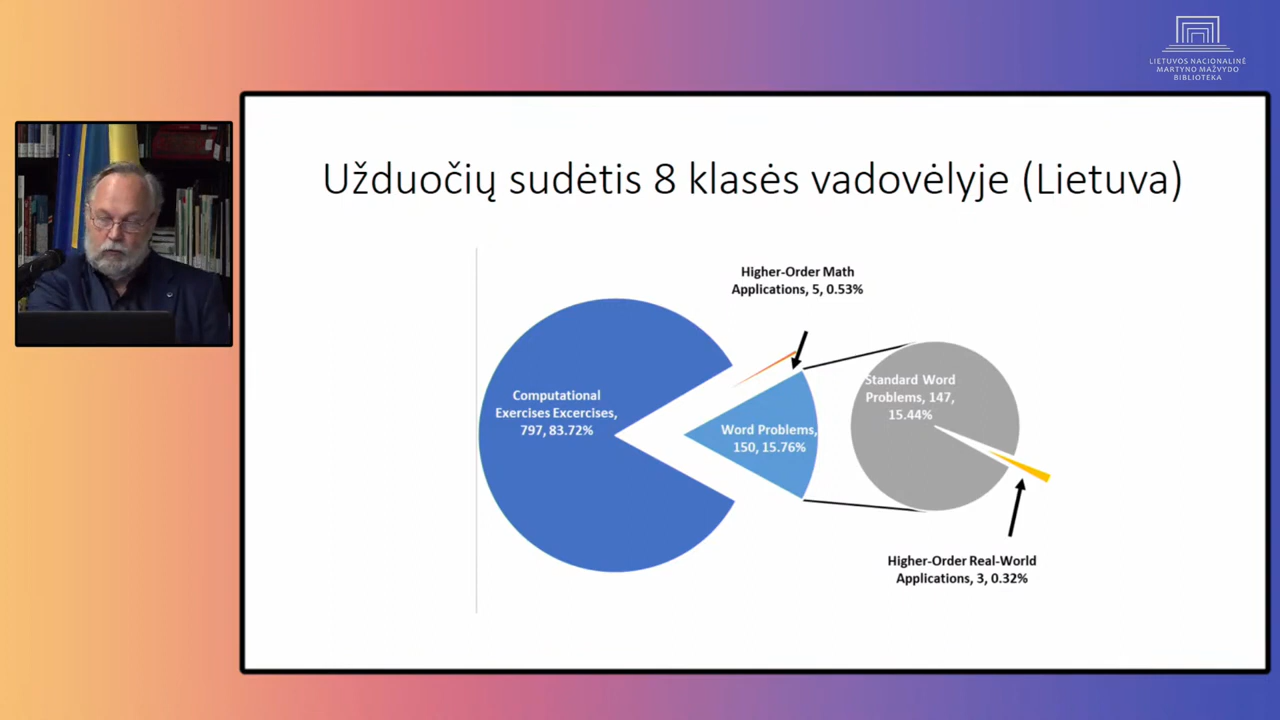 LIETUVOS NACIONALINĖ
MARTYNO MAŽVYDO
BIBLIOTEKA
Užduočių sudėtis 8 klasės vadovėlyje (Lietuva)
Higher-Order Math
Applications, 5, 0.53%
Computational
Exercises Excercises,
797, 83.72%
Word Problems,
150, 15.76%
Standard Word
Problems, 147,
15.44%
Higher-Order Real-World
Applications, 3, 0.32%